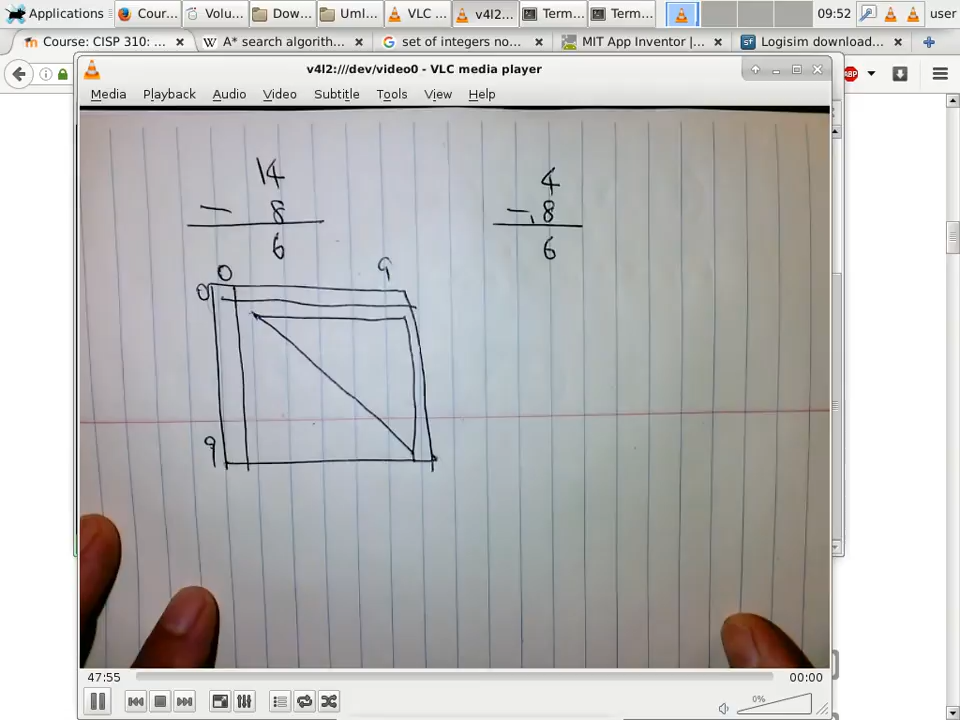 Applications
Cour...
Volu...
Dow...
Uml...
VLC ...
v4l2...
Term...
Term...
09:52
user
Course: CISP 310: ...
A* search algorith...
set of integers no...
MIT App Inventor |...
Logisim download...
ABP
v4l2:///dev/video0 - VLC media player
Media Playback Audio Video Subtitle Tools View Help
14
− 8
6
4
−. 8
6
0
9
0
9
47:55
00:00
0%